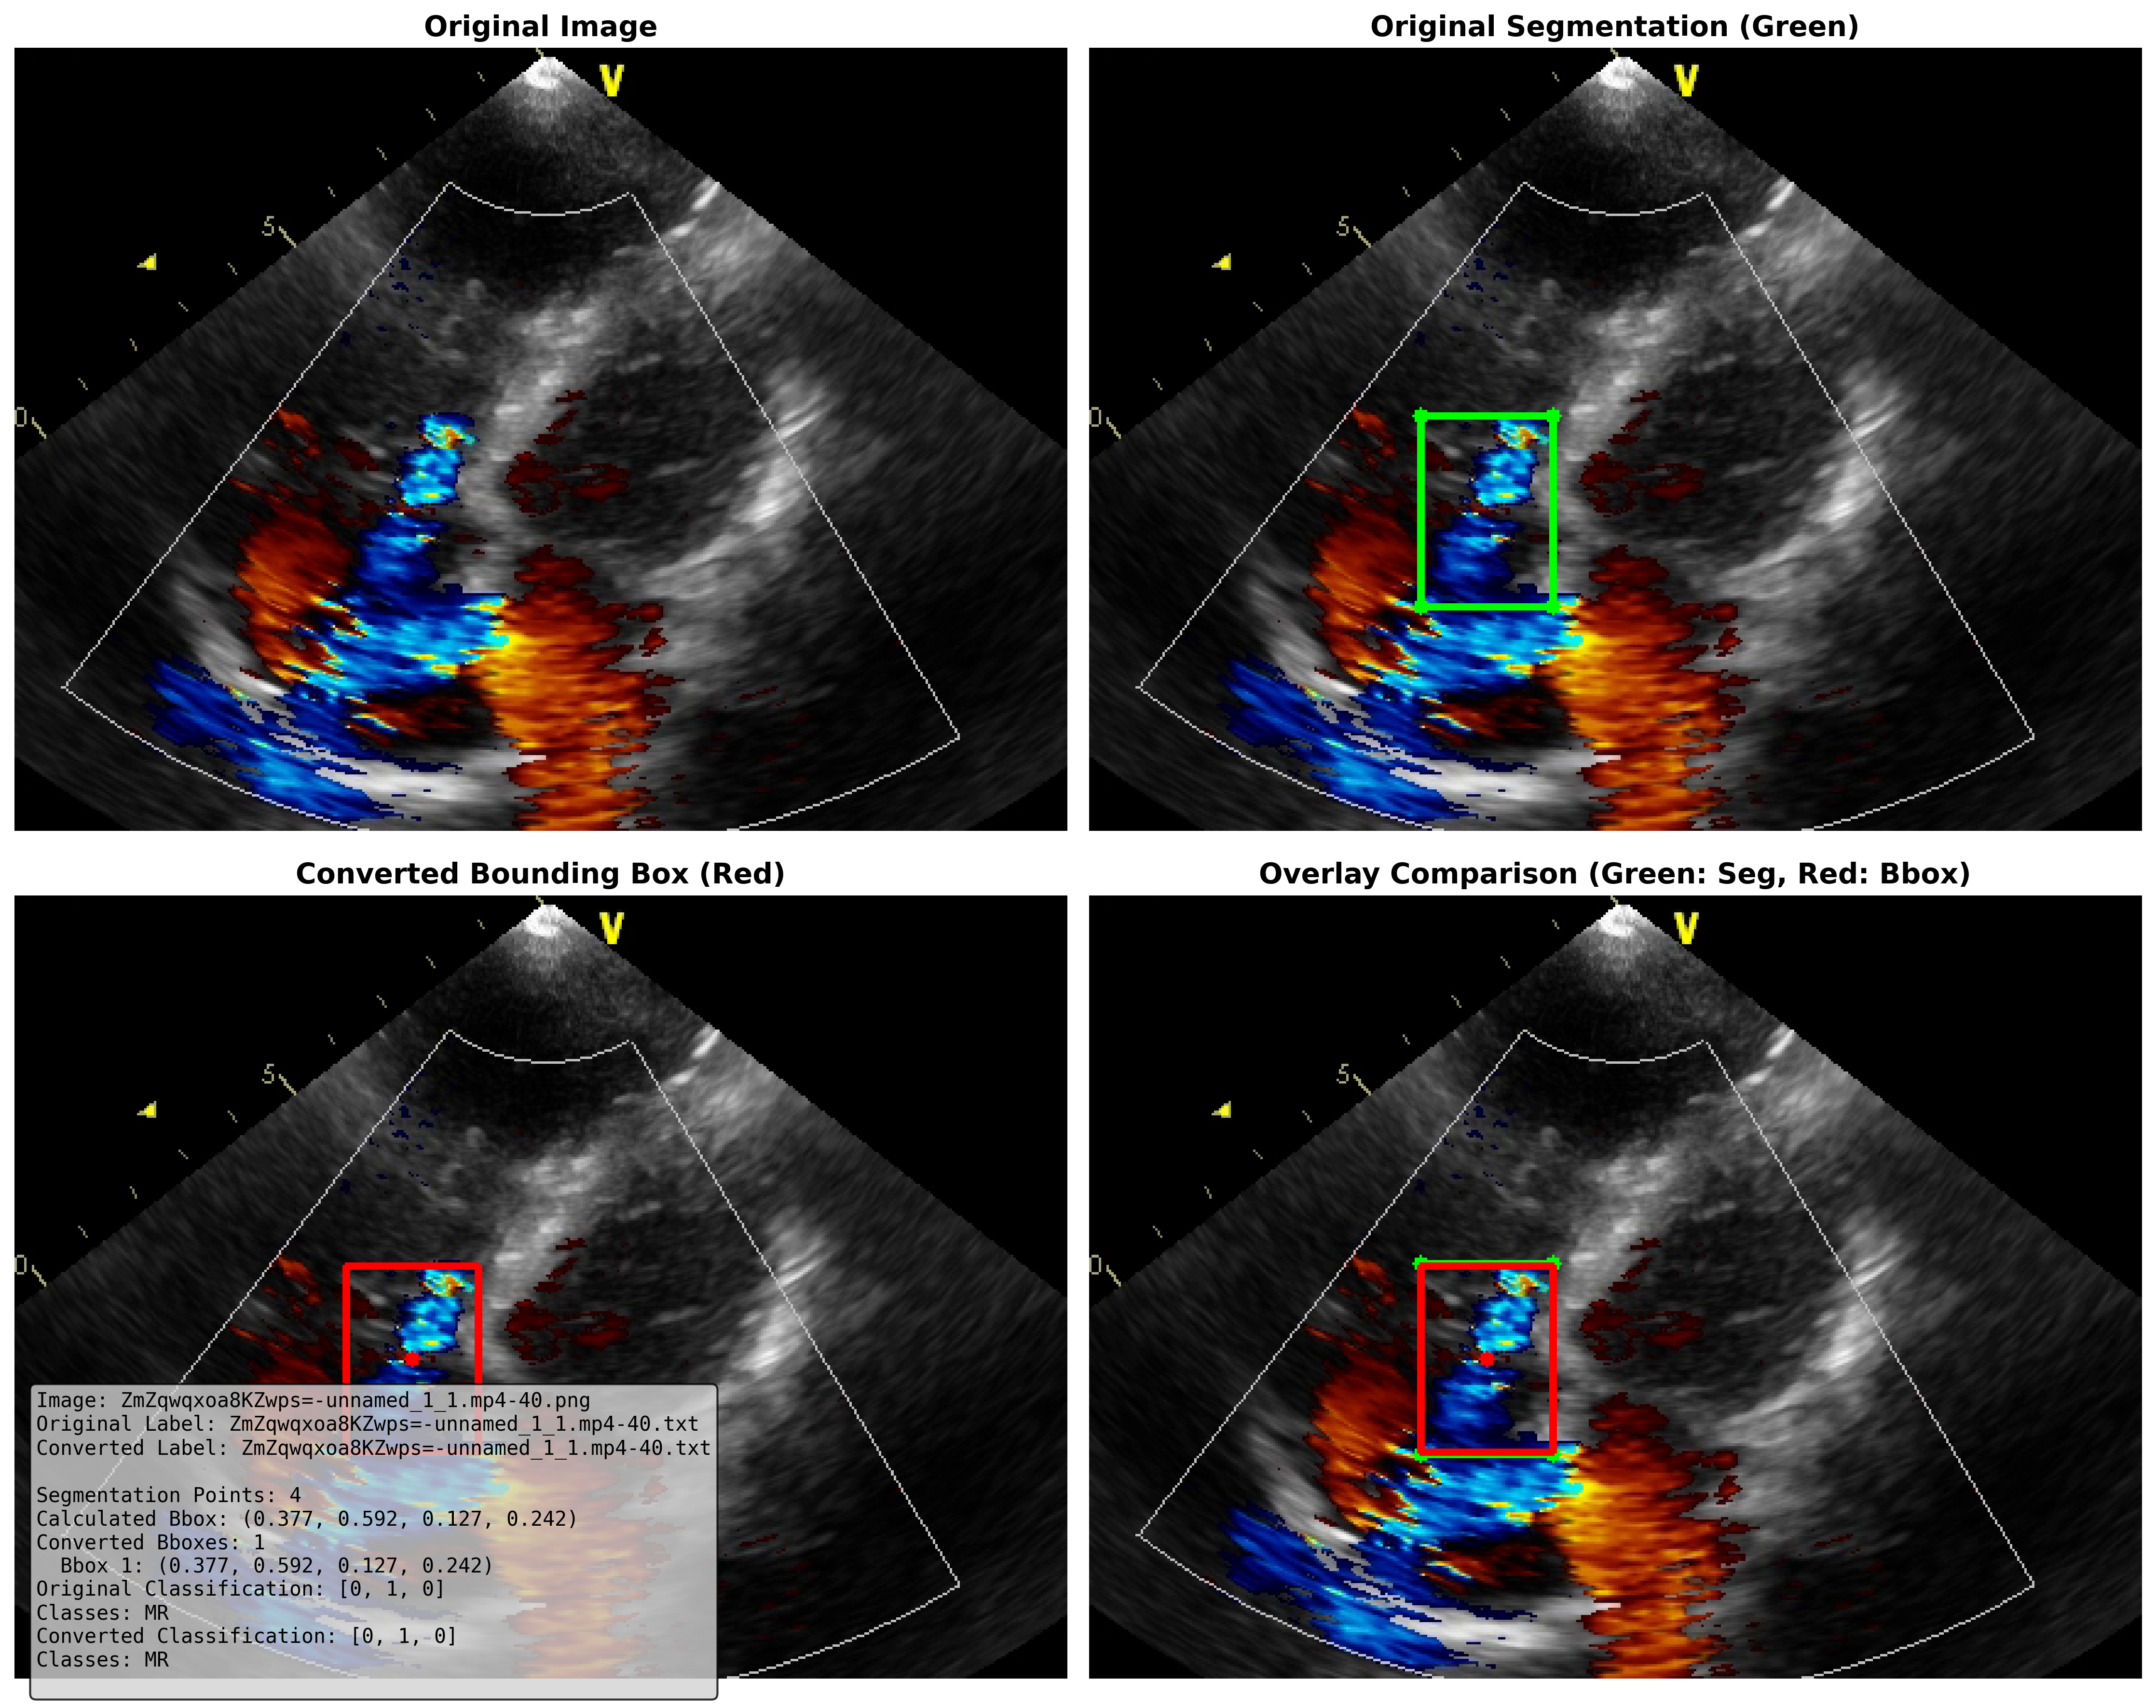 Original Image
Original Segmentation (Green)
V
5
0
V
5
0
Converted Bounding Box (Red)
Overlay Comparison (Green: Seg, Red: Bbox)
V
5
0
V
5
0
Image: ZmZqwqxoa8KZwps=-unnamed_1_1.mp4-40.png
Original Label: ZmZqwqxoa8KZwps=-unnamed_1_1.mp4-40.txt
Converted Label: ZmZqwqxoa8KZwps=-unnamed_1_1.mp4-40.txt
Segmentation Points: 4
Calculated Bbox: (0.377, 0.592, 0.127, 0.242)
Converted Bboxes: 1
Bbox 1: (0.377, 0.592, 0.127, 0.242)
Original Classification: [0, 1, 0]
Classes: MR
Converted Classification: [0, 1, 0]
Classes: MR